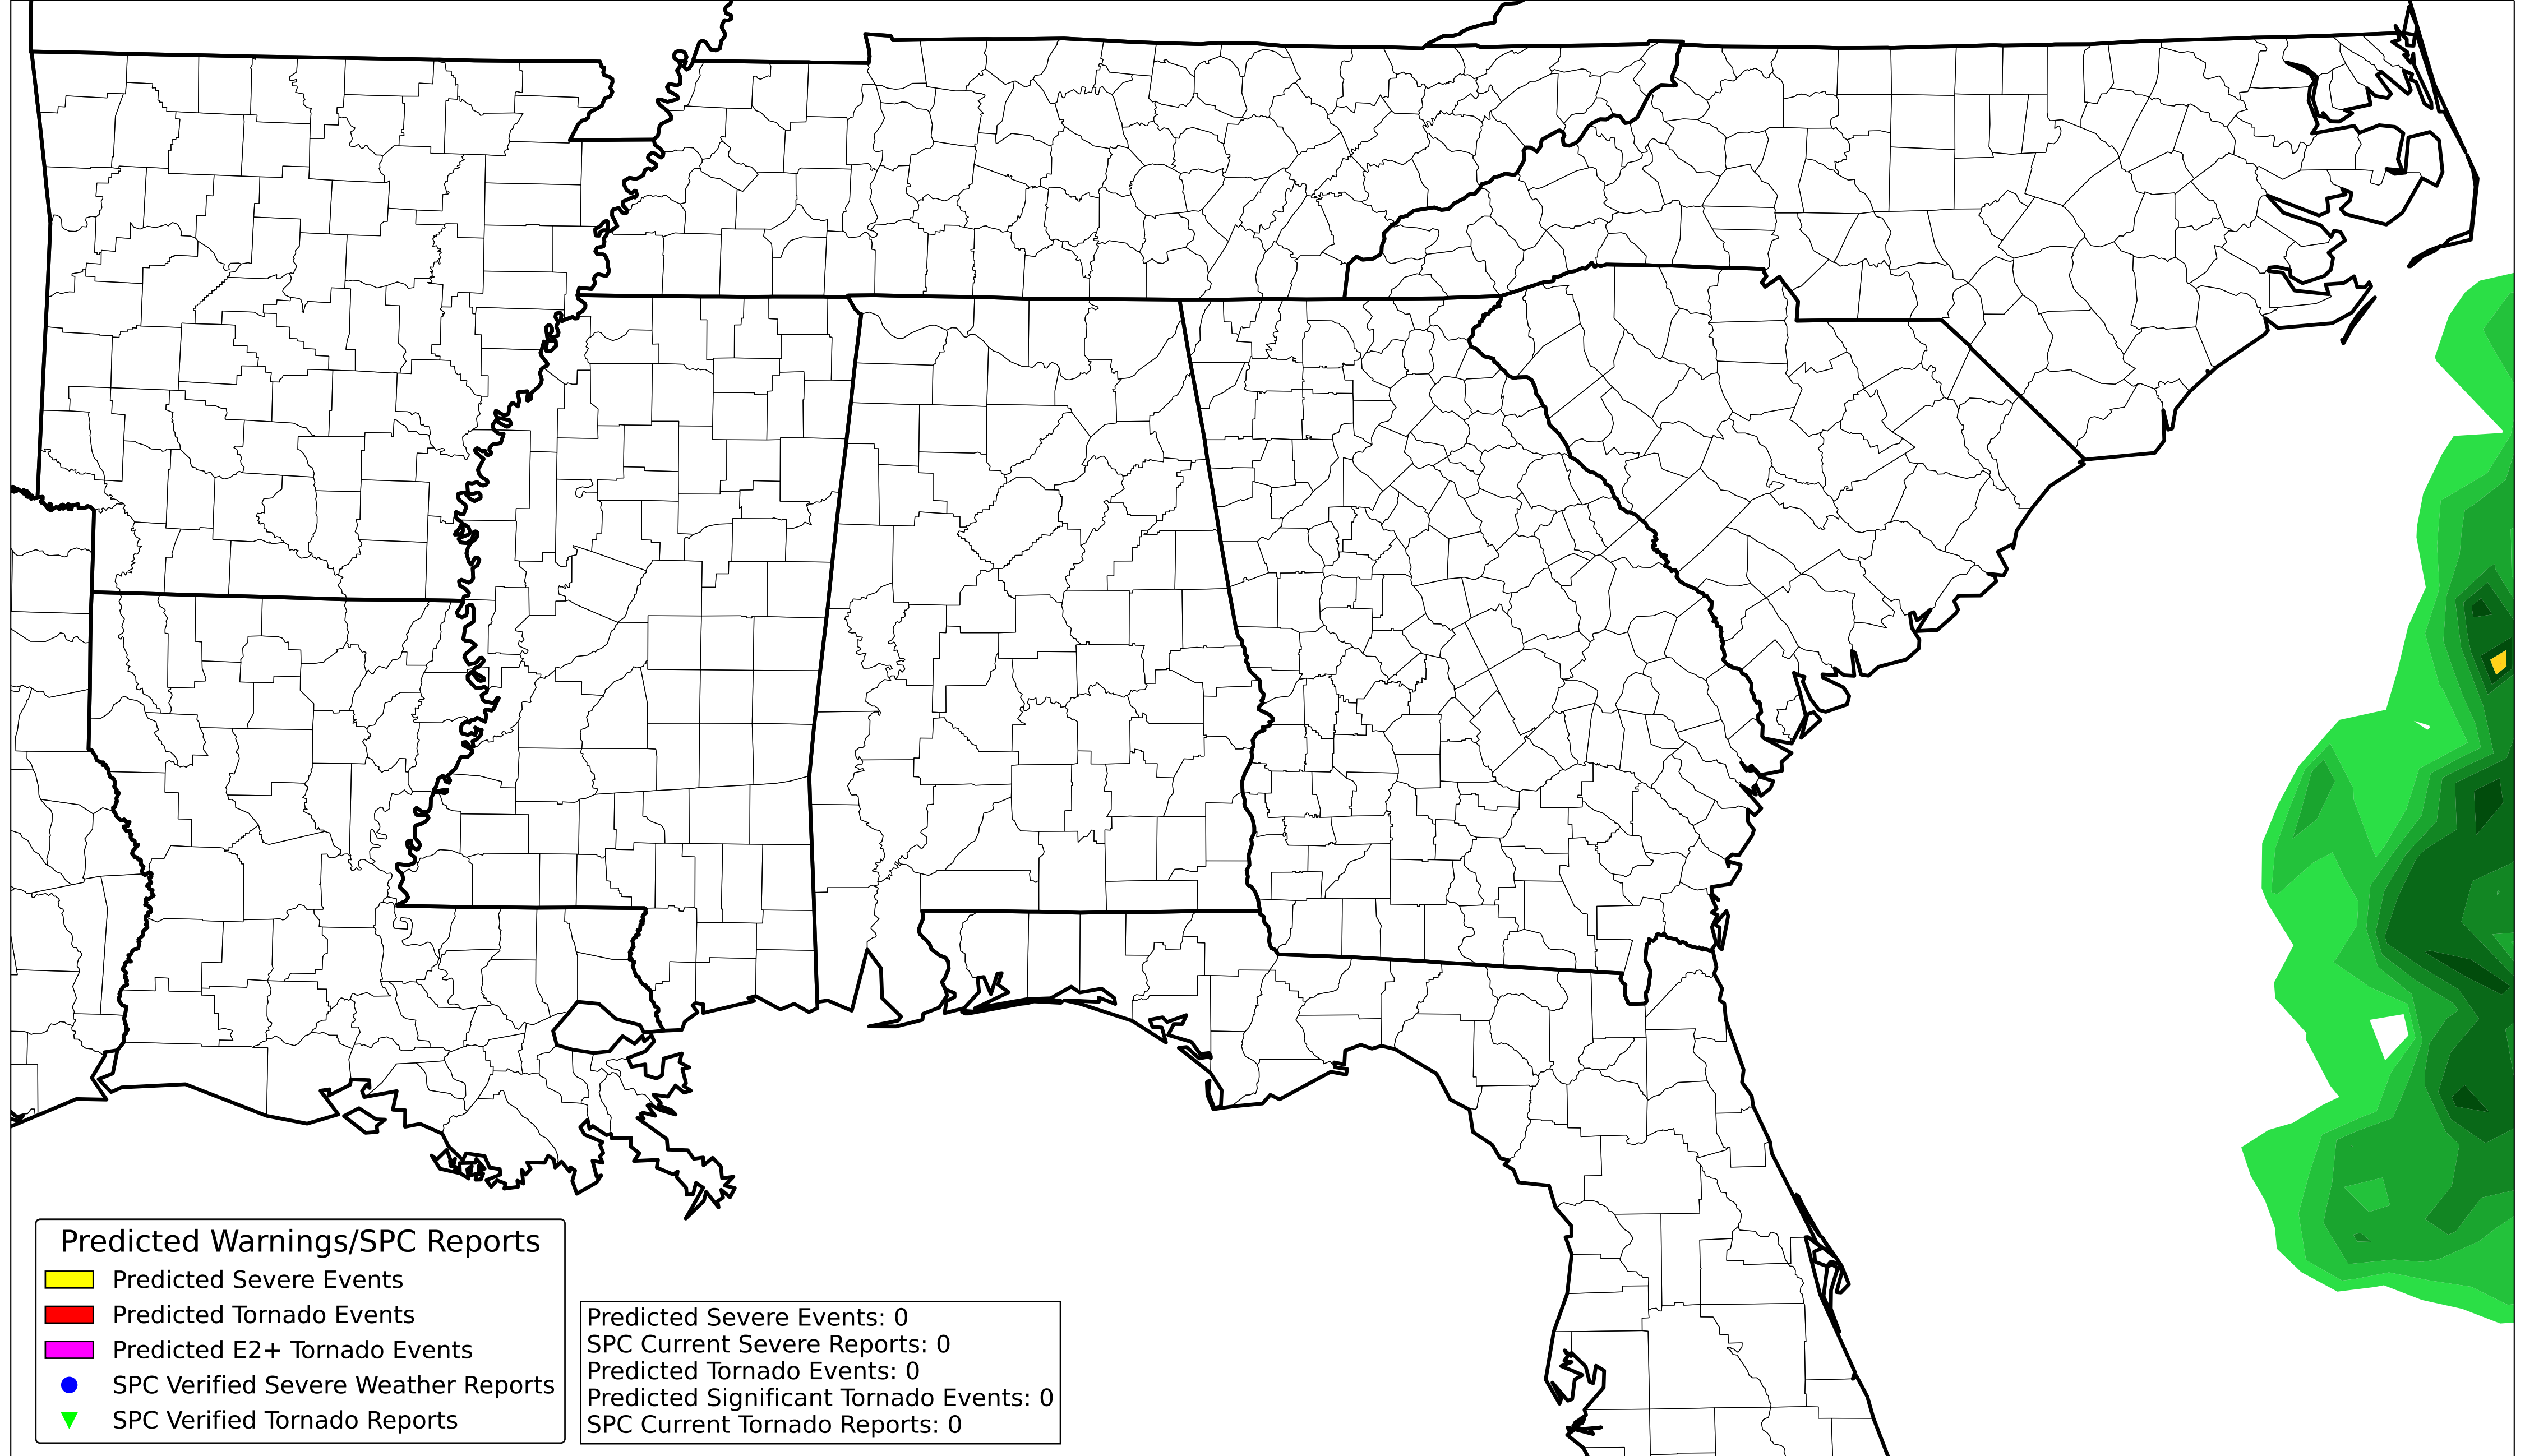 Predicted Warnings/SPC Reports
Predicted Severe Events
Predicted Tornado Events
Predicted E2+ Tornado Events
SPC Verified Severe Weather Reports
SPC Verified Tornado Reports
Predicted Severe Events: 0
SPC Current Severe Reports: 0
Predicted Tornado Events: 0
Predicted Significant Tornado Events: 0
SPC Current Tornado Reports: 0